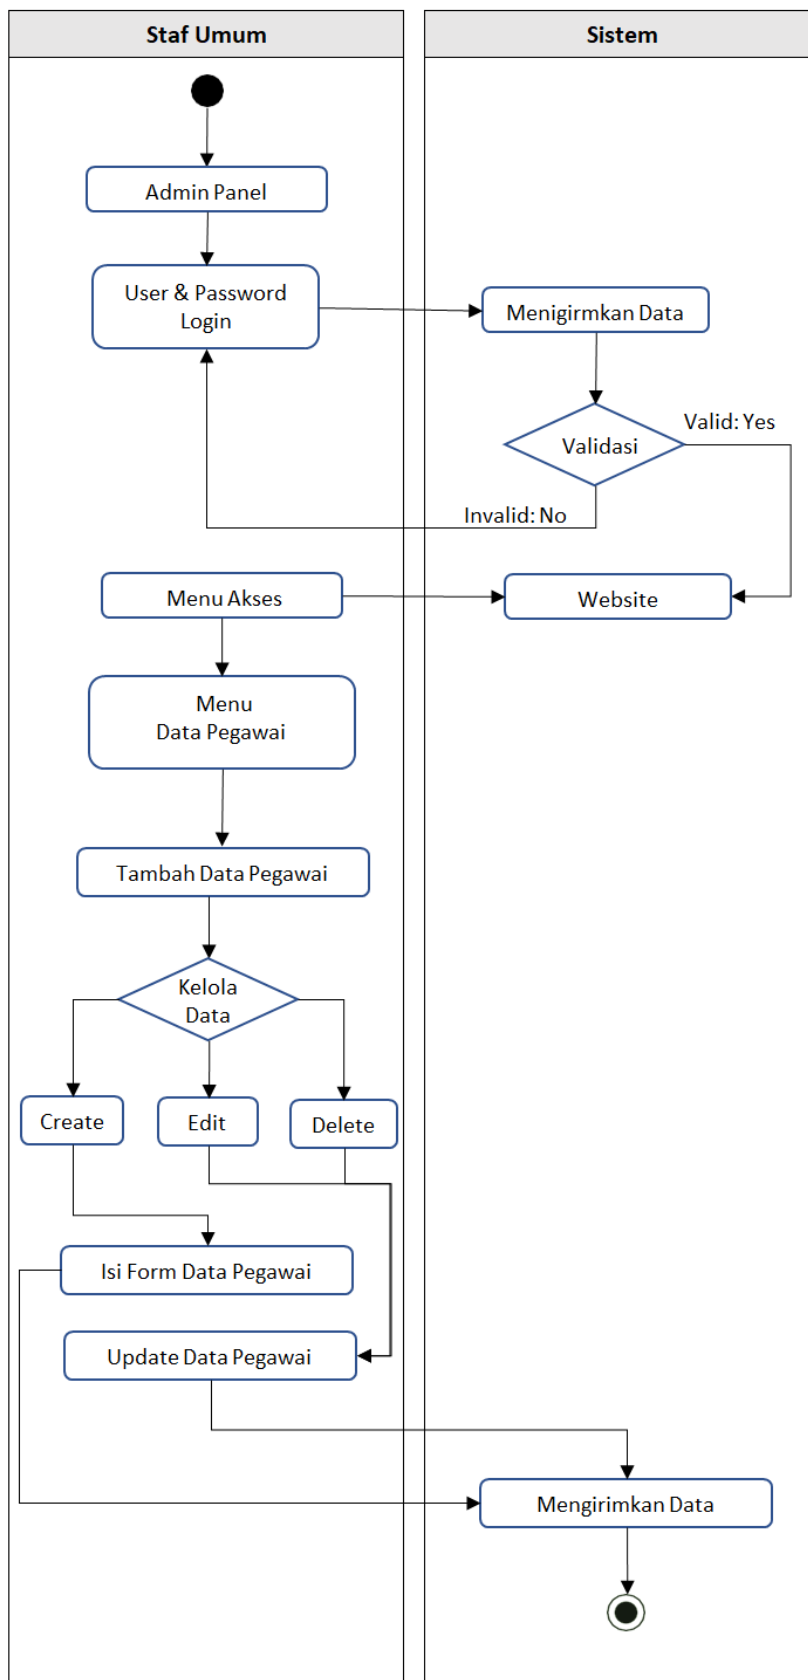 Staf Umum
Sistem
Admin Panel
User & Password
Login
Menigirmkan Data
Valid: Yes
Validasi
Invalid: No
Menu Akses
Website
Menu
Data Pegawai
Tambah Data Pegawai
Kelola
Data
Create
Edit
Delete
Isi Form Data Pegawai
Update Data Pegawai
Mengirimkan Data